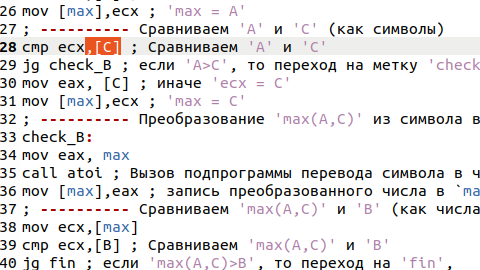 26 mov [max],ecx ; 'max = A'
27 ; ---------- Сравниваем 'A' и 'C' (как символы)
28 cmp ecx,[C] ; Сравниваем 'A' и 'C'
29 jg check_B ; если 'A>C', то переход на метку 'check
30 mov eax, [C] ; иначе 'ecx = C'
31 mov [max],ecx ; 'max = C'
32 ; ---------- Преобразование 'max(A,C)' из символа в
33 check_B:
34 mov eax, max
35 call atoi ; Вызов подпрограммы перевода символа в ч
36 mov [max],eax ; запись преобразованного числа в `ma
37 ; ---------- Сравниваем 'max(A,C)' и 'B' (как числа
38 mov ecx,[max]
39 cmp ecx,[B] ; Сравниваем 'max(A,C)' и 'B'
40 jg fin ; если 'max(A,C)>B', то переход на 'fin',